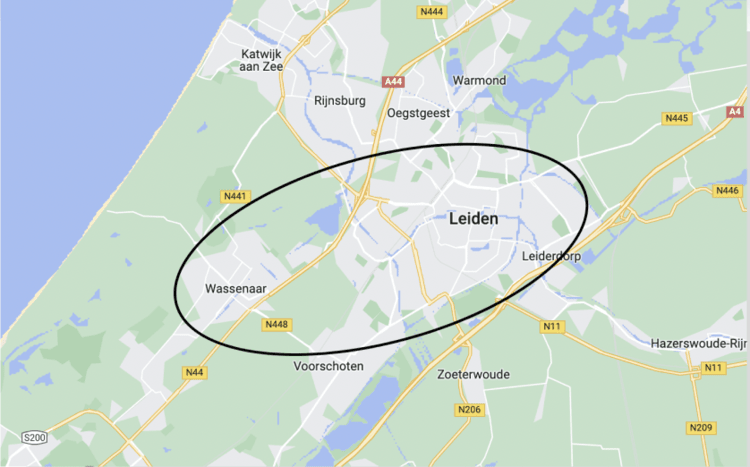 N444
Katwijk
aan Zee
A44
Warmond
Rijnsburg
Oegstgeest
A4
N445
N441
N446
Leiden
Leiderdorp
Wassenaar
N448
N11
Hazerswoude-Rijn
Voorschoten
N44
Zoeterwoude
N11
N206
N209
S200